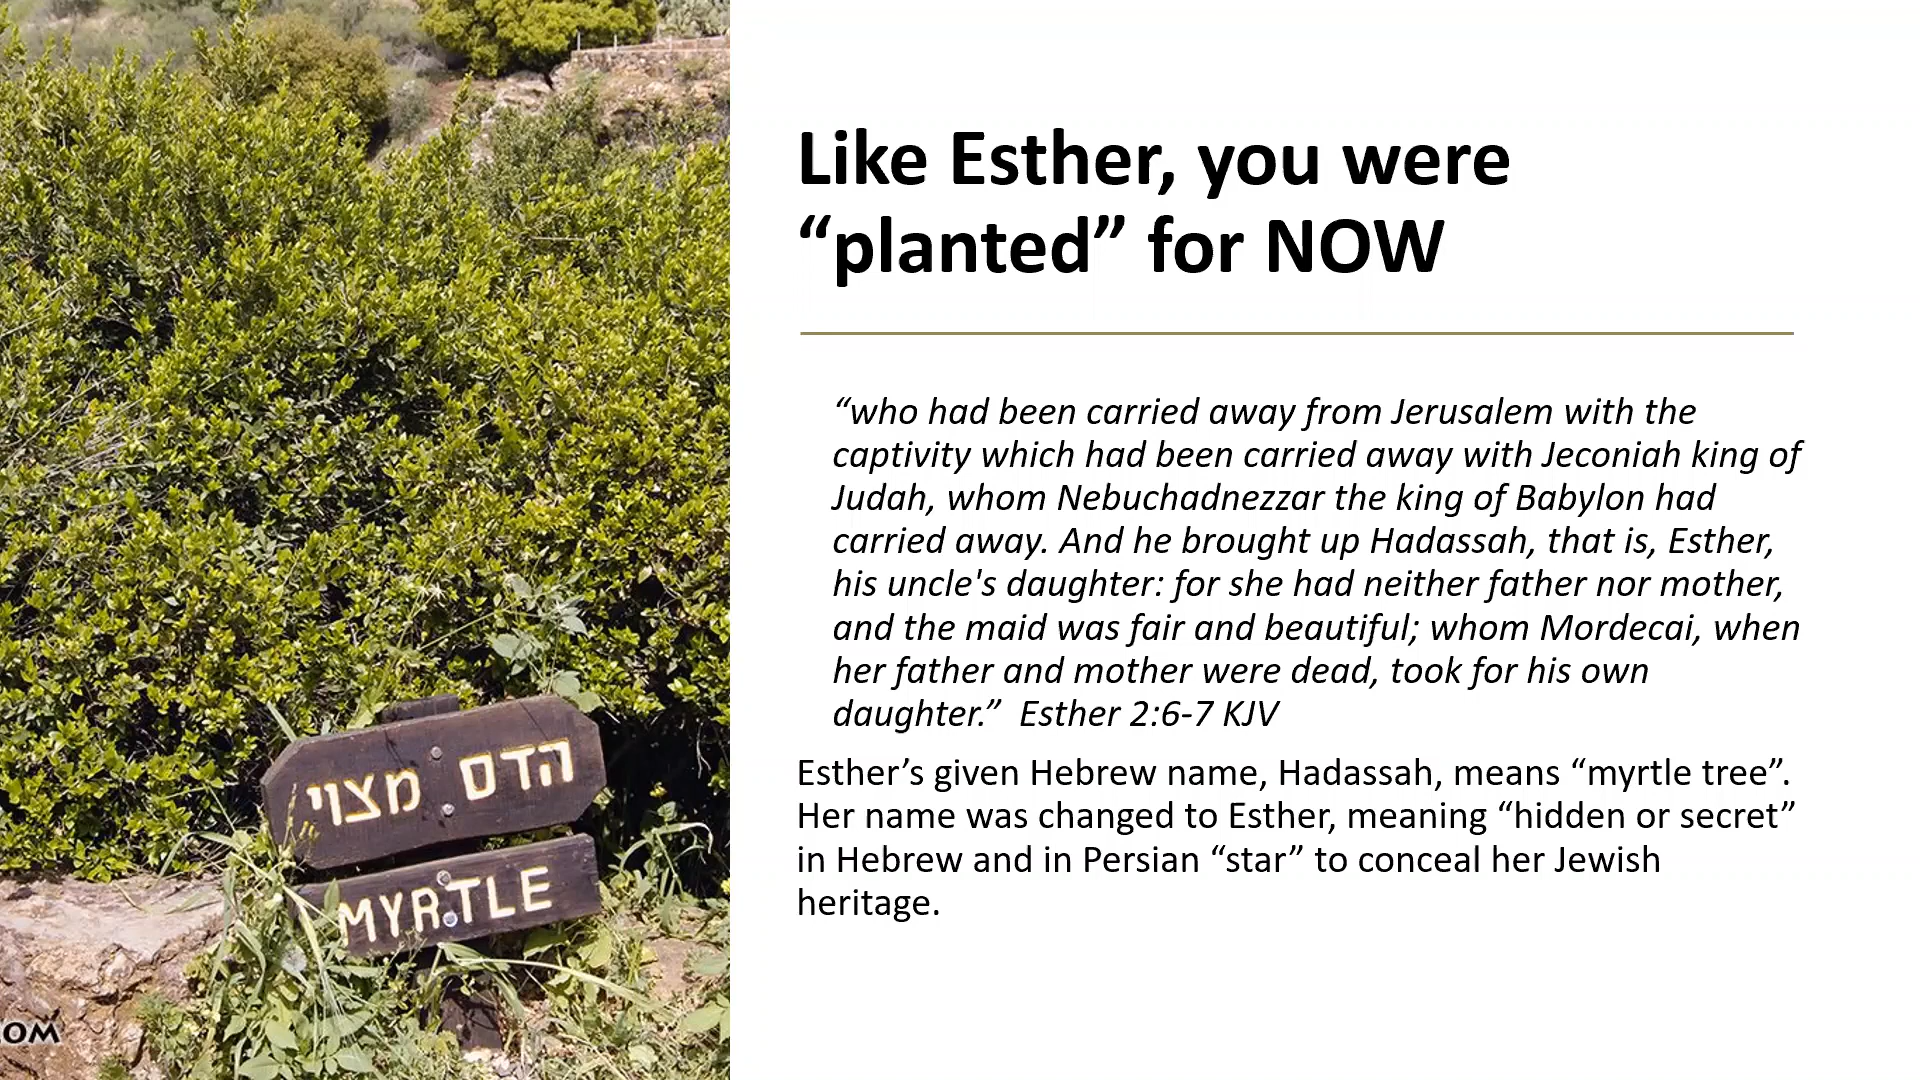 Like Esther, you were
“planted” for NOW
“who had been carried away from Jerusalem with the
captivity which had been carried away with Jeconiah king of
Judah, whom Nebuchadnezzar the king of Babylon had
carried away. And he brought up Hadassah, that is, Esther,
his uncle's daughter: for she had neither father nor mother,
and the maid was fair and beautiful; whom Mordecai, when
her father and mother were dead, took for his own
daughter.”  Esther 2:6-7 KJV
Esther’s given Hebrew name, Hadassah, means “myrtle tree”.
Her name was changed to Esther, meaning “hidden or secret”
in Hebrew and in Persian “star” to conceal her Jewish
heritage.
הדס מצוי
MYRTLE